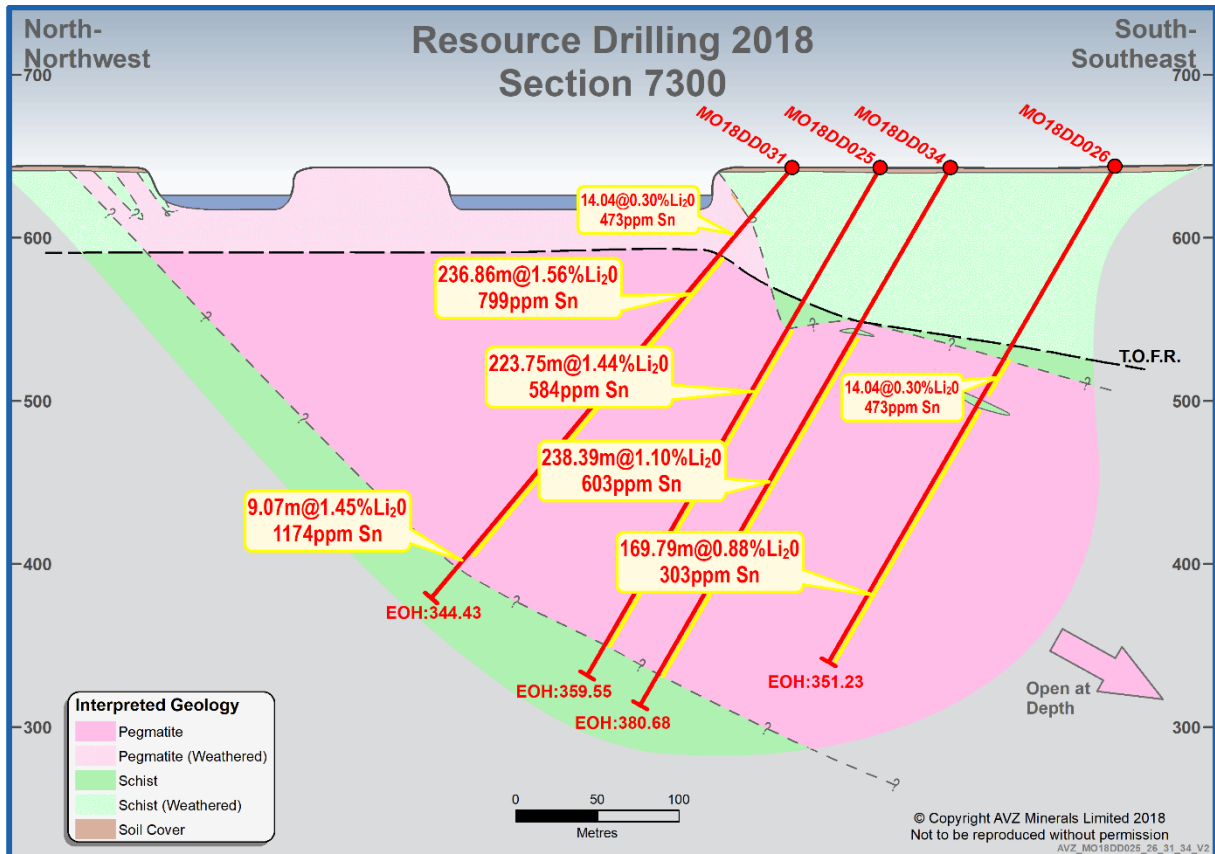 North-
Northwest
Resource Drilling 2018
Section 7300
South-
Southeast
700
700
MO18DD031
MO18DD025
MO18DD034
MO18DD026
14.04@0.30%Li₂0
473ppm Sn
600
600
236.86m@1.56%Li₂0
799ppm Sn
?
?
?
?
?
?
T.O.F.R.
223.75m@1.44%Li₂0
584ppm Sn
14.04@0.30%Li₂0
473ppm Sn
?
?
500
500
?
238.39m@1.10%Li₂0
603ppm Sn
9.07m@1.45%Li₂0
1174ppm Sn
169.79m@0.88%Li₂0
303ppm Sn
400
400
?
EOH:344.43
?
?
EOH:359.55
EOH:380.68
EOH:351.23
Open at
Depth
300
300
?
?
Interpreted Geology
Pegmatite
Pegmatite (Weathered)
Schist
Schist (Weathered)
Soil Cover
0 50 100
Metres
© Copyright AVZ Minerals Limited 2018
Not to be reproduced without permission
AVZ_MO18DD025_26_31_34_V2